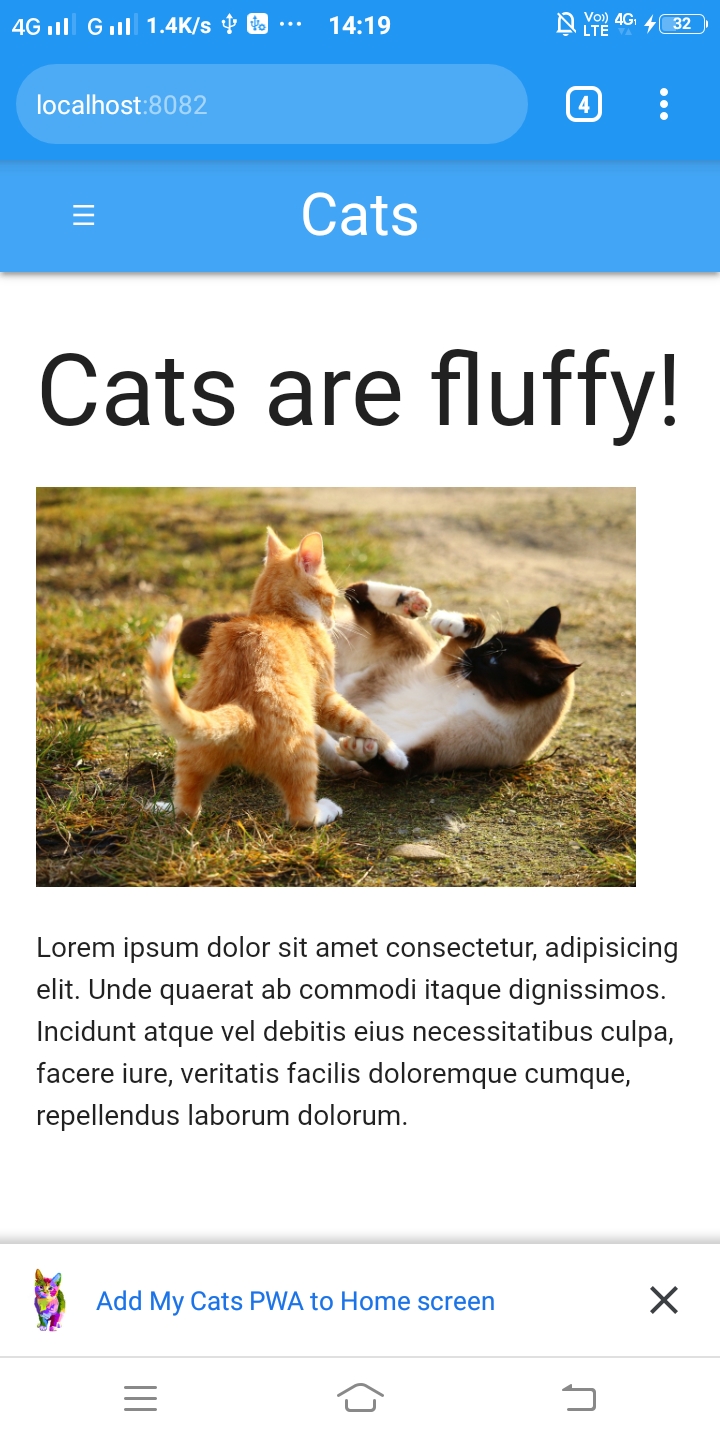 4G G 1.4K/s ... 14:19 Vo) LTE 4G 32
localhost:8082 4
Cats
Cats are fluffy!
Lorem ipsum dolor sit amet consectetur, adipisicing
elit. Unde quaerat ab commodi itaque dignissimos.
Incidunt atque vel debitis eius necessitatibus culpa,
facere iure, veritatis facilis doloremque cumque,
repellendus laborum dolorum.
Add My Cats PWA to Home screen